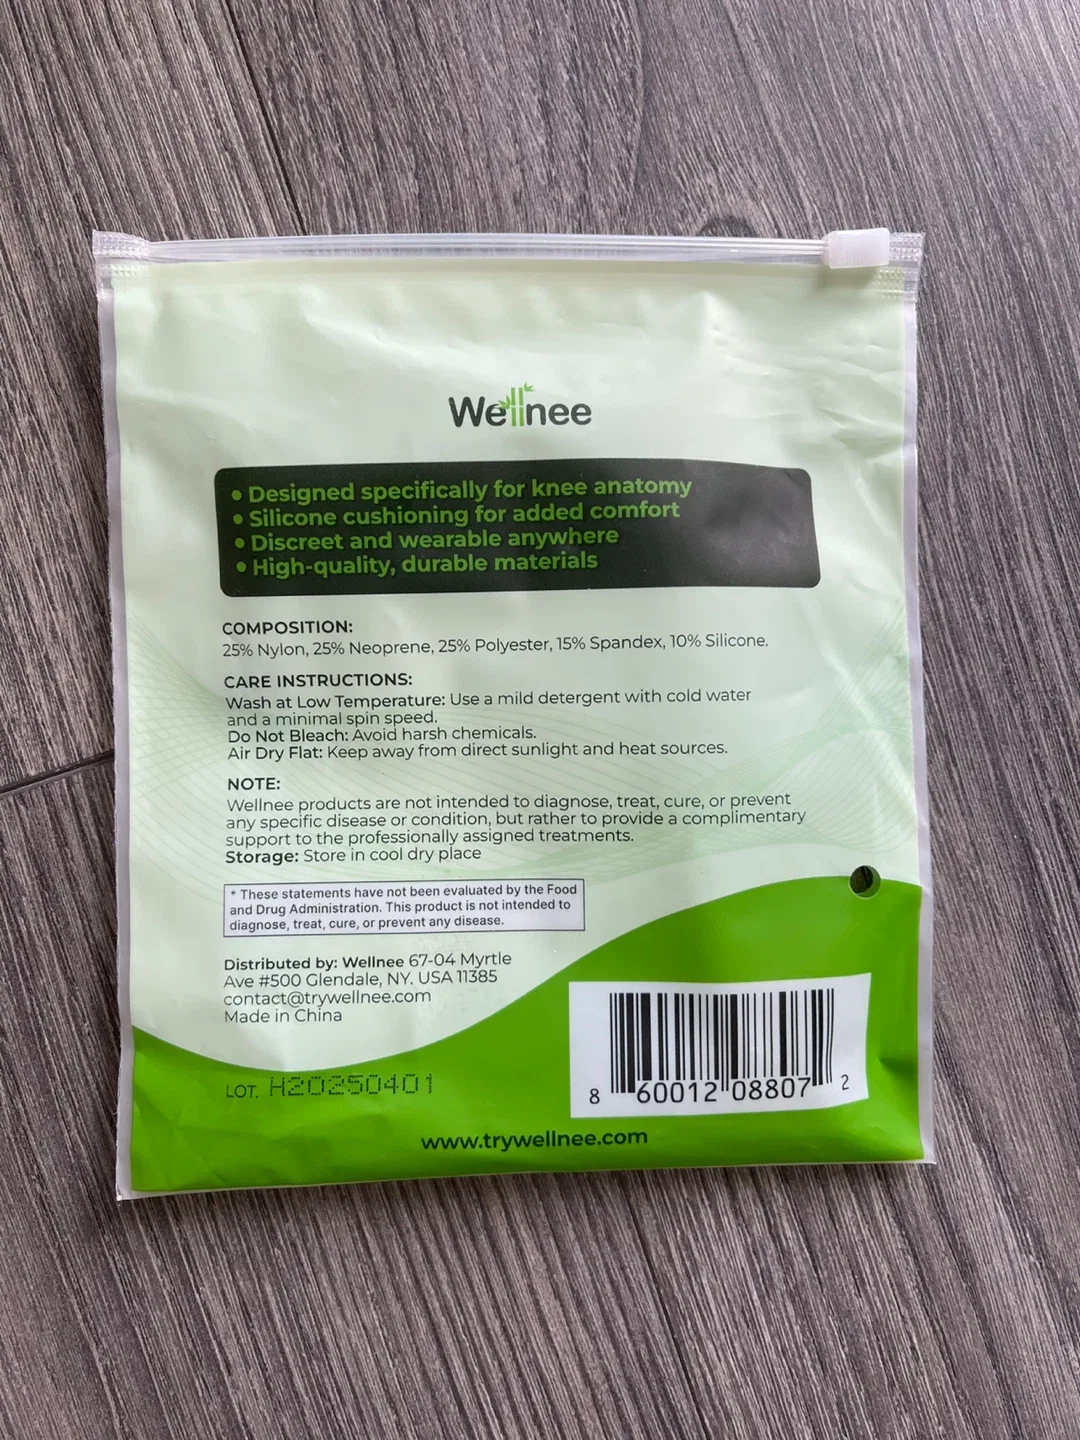 Wellnee
• Designed specifically for knee anatomy
• Silicone cushioning for added comfort
• Discreet and wearable anywhere
• High-quality, durable materials
COMPOSITION:
25% Nylon, 25% Neoprene, 25% Polyester, 15% Spandex, 10% Silicone.
CARE INSTRUCTIONS:
Wash at Low Temperature: Use a mild detergent with cold water
and a minimal spin speed.
Do Not Bleach: Avoid harsh chemicals.
Air Dry Flat: Keep away from direct sunlight and heat sources.
NOTE:
Wellnee products are not intended to diagnose, treat, cure, or prevent
any specific disease or condition, but rather to provide a complimentary
support to the professionally assigned treatments.
Storage: Store in cool dry place
* These statements have not been evaluated by the Food
and Drug Administration. This product is not intended to
diagnose, treat, cure, or prevent any disease.
Distributed by: Wellnee 67-04 Myrtle
Ave #500 Glendale, NY. USA 11385
contact@trywellnee.com
Made in China
LOT. H20250401
8 60012 08807 2
www.trywellnee.com